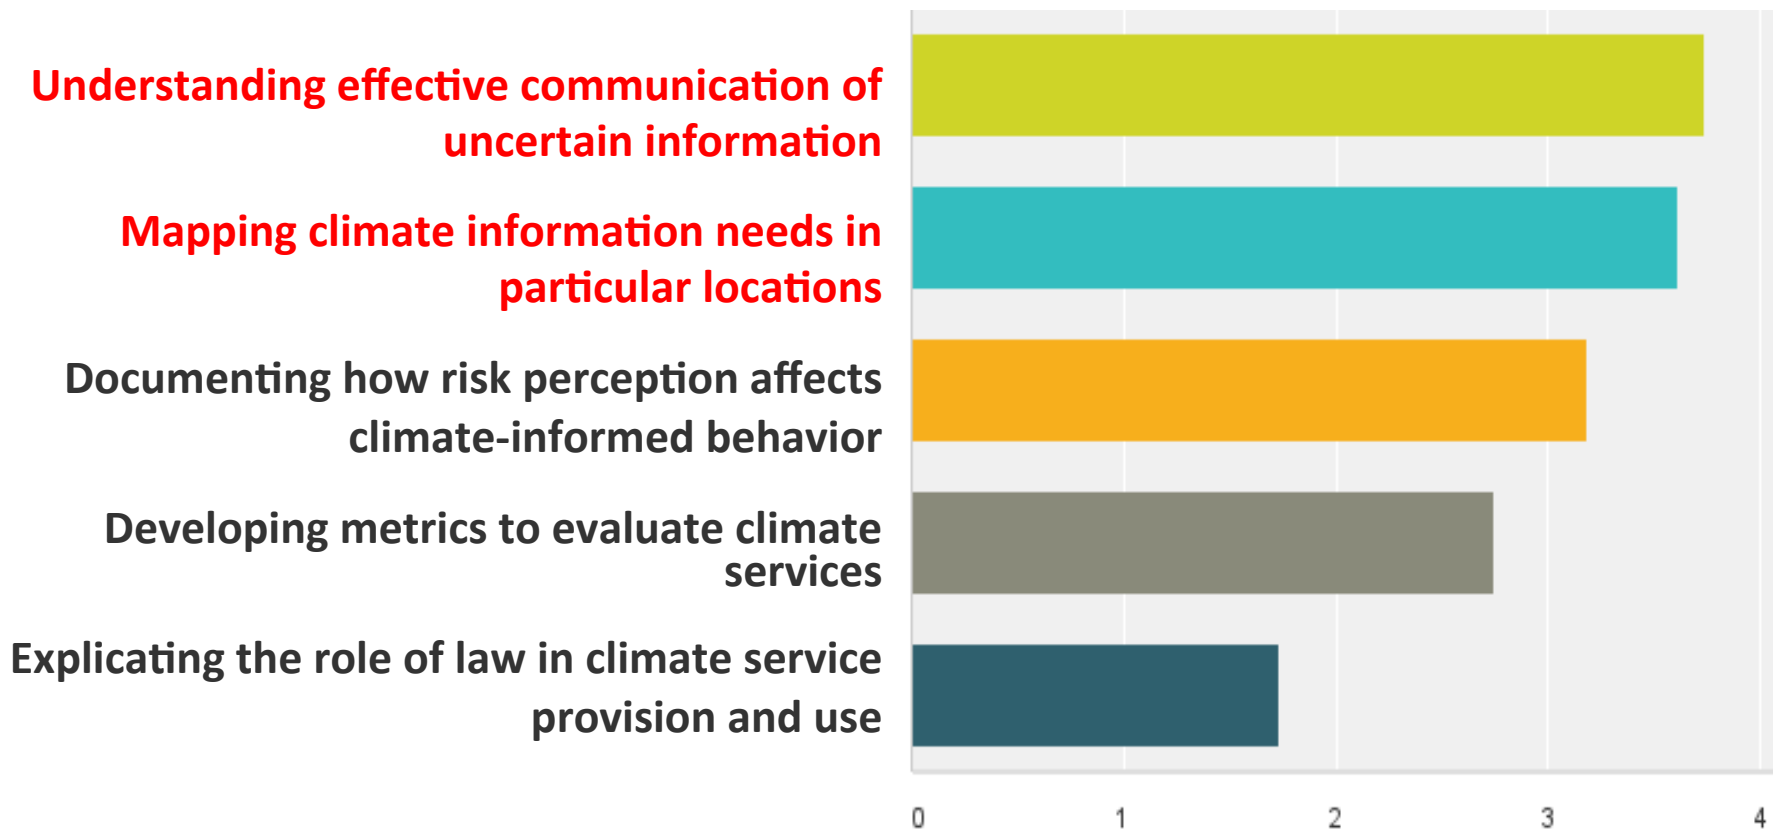 Understanding effective communication of
uncertain information
Mapping climate information needs in
particular locations
Documenting how risk perception affects
climate-informed behavior
Developing metrics to evaluate climate
services
Explicating the role of law in climate service
provision and use
0 1 2 3 4